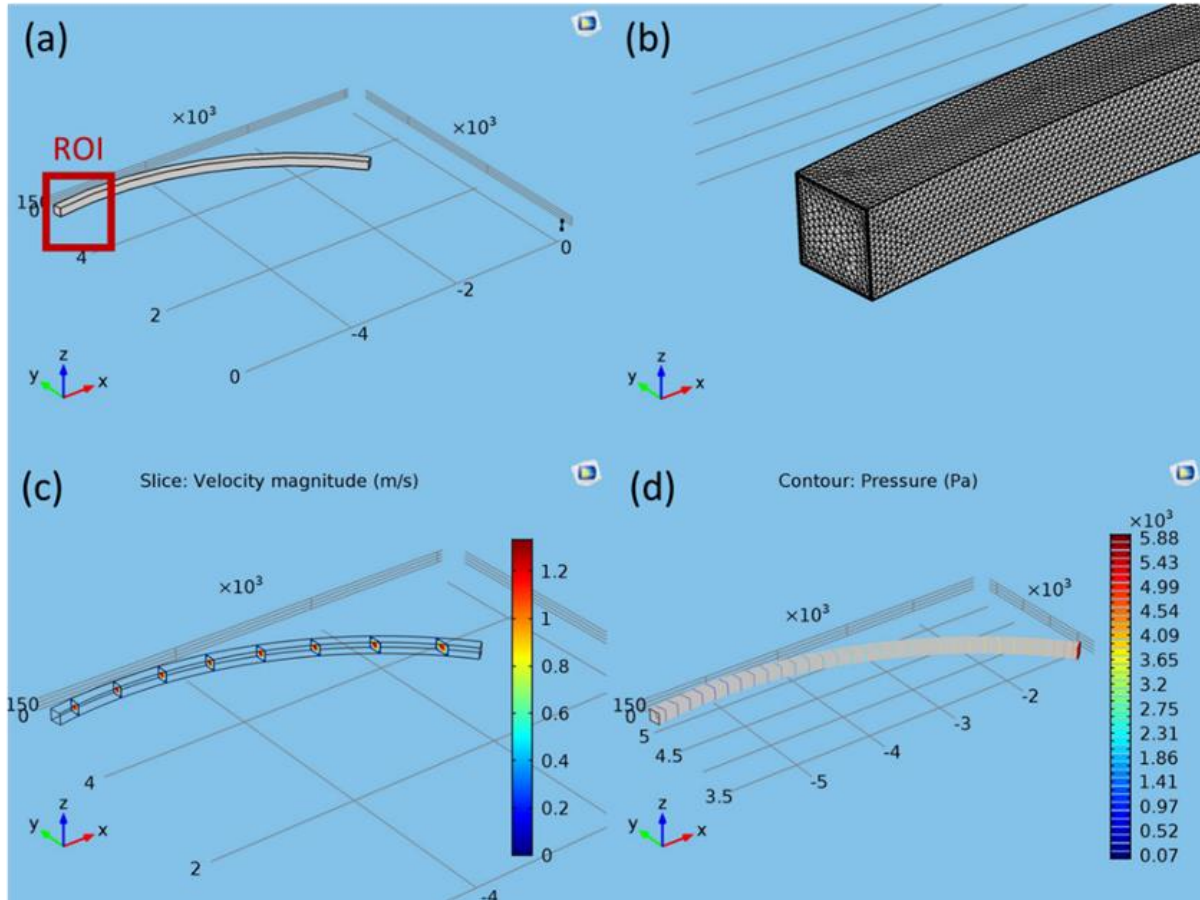 (a)
×10³
×10³
ROI
150
0
4
2
0
-4
-2
0
z
y
x
(b)
z
y
x
(c)
Slice: Velocity magnitude (m/s)
×10³
150
0
4
2
-4
1.2
1
0.8
0.6
0.4
0.2
0
z
y
x
(d)
Contour: Pressure (Pa)
×10³
×10³
150
0
5
4.5
3.5
-5
-4
-3
-2
×10³
5.88
5.43
4.99
4.54
4.09
3.65
3.2
2.75
2.31
1.86
1.41
0.97
0.52
0.07
z
y
x